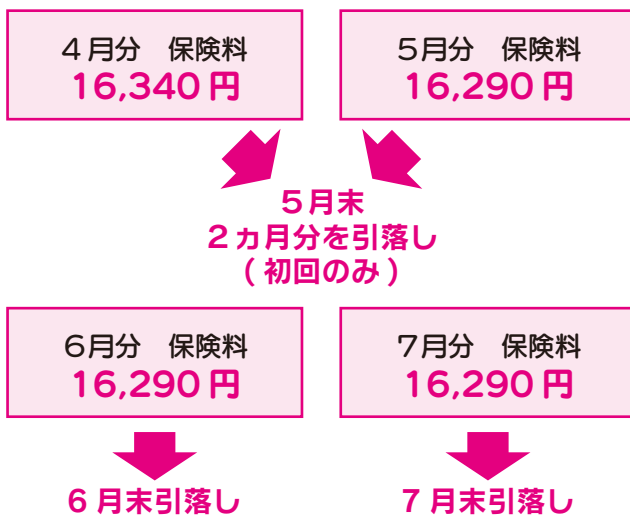 ４月分　保険料
16,340 円
５月分　保険料
16,290 円
５月末
２ヵ月分を引落し
( 初回のみ )
６月分　保険料
16,290 円
７月分　保険料
16,290 円
６月末引落し
７月末引落し